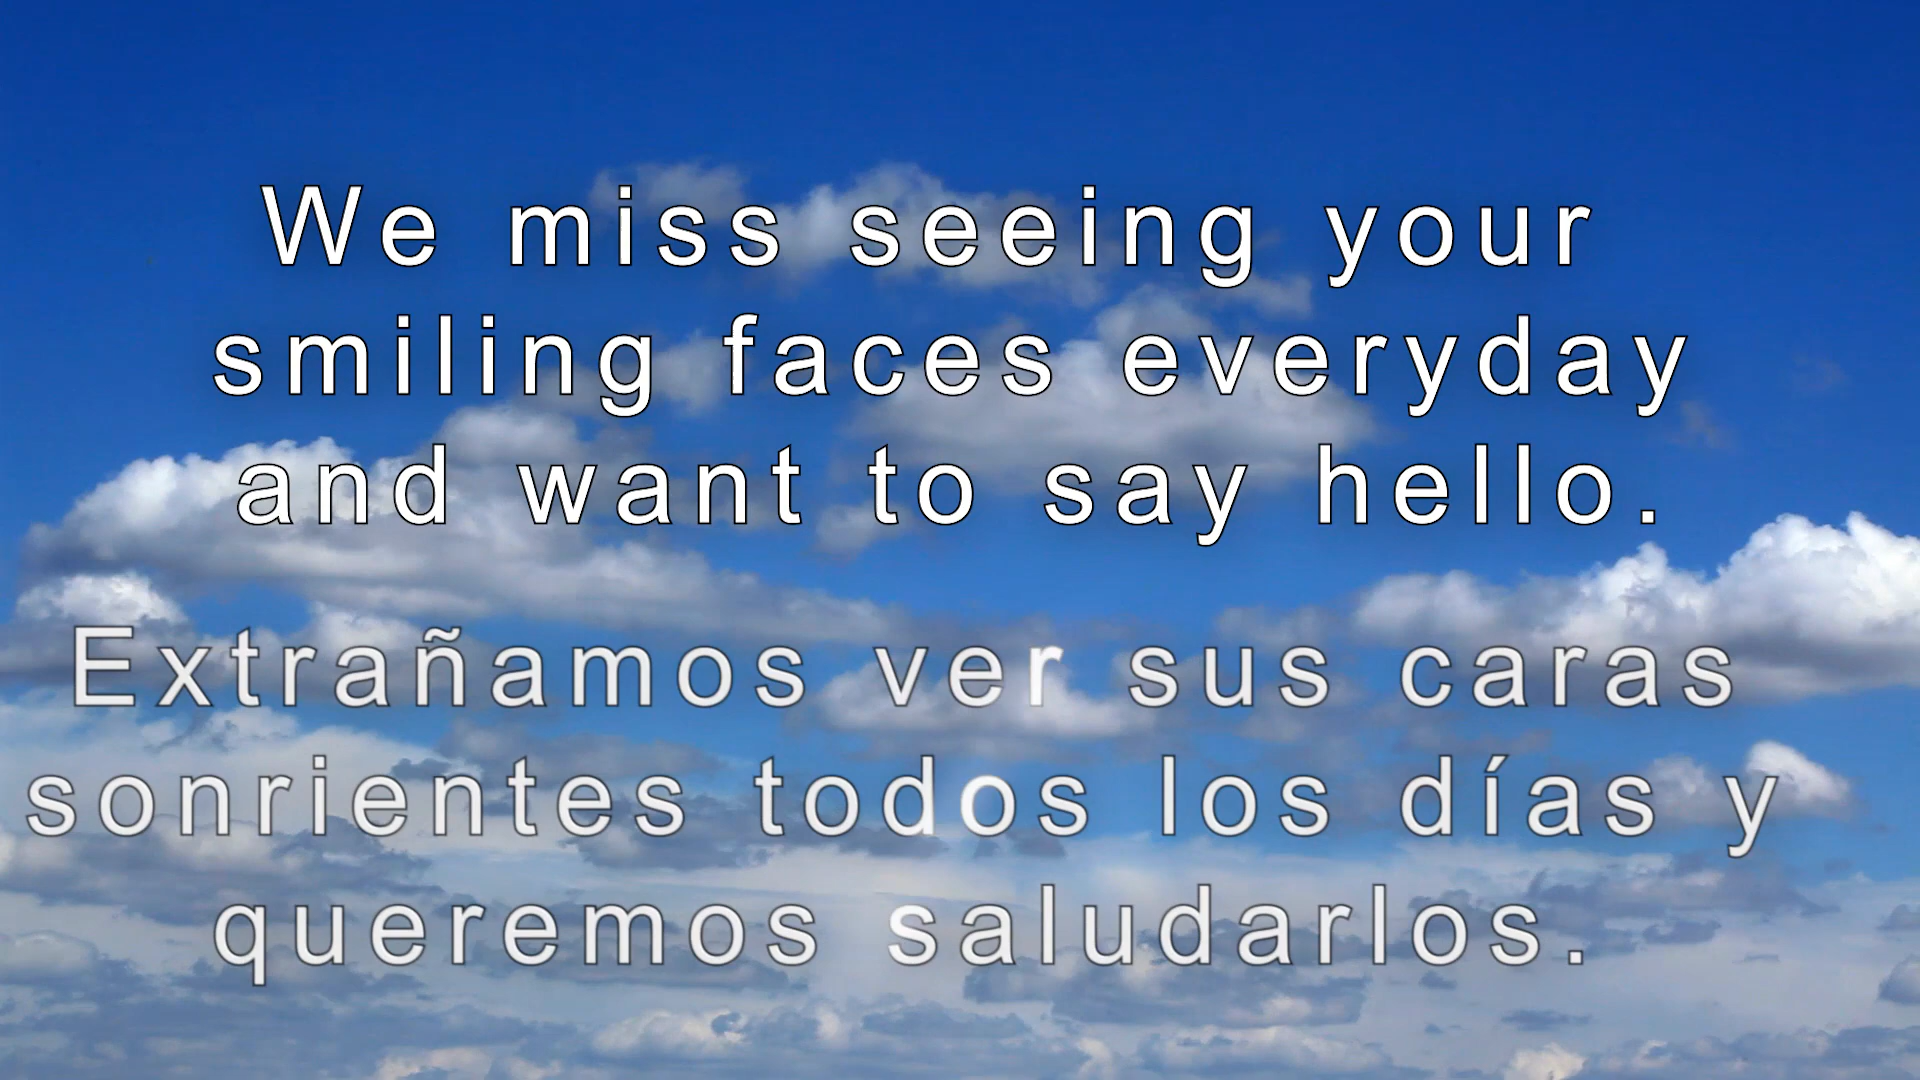 We miss seeing your
smiling faces everyday
and want to say hello.
Extrañamos ver sus caras
sonrientes todos los días y
queremos saludarlos.